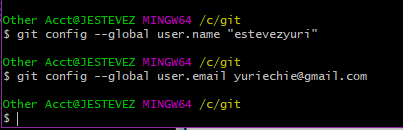 Other Acct@JESTEVEZ MINGW64 /c/git
$ git config --global user.name "estevezyuri"
Other Acct@JESTEVEZ MINGW64 /c/git
$ git config --global user.email yuriechie@gmail.com
Other Acct@JESTEVEZ MINGW64 /c/git
$